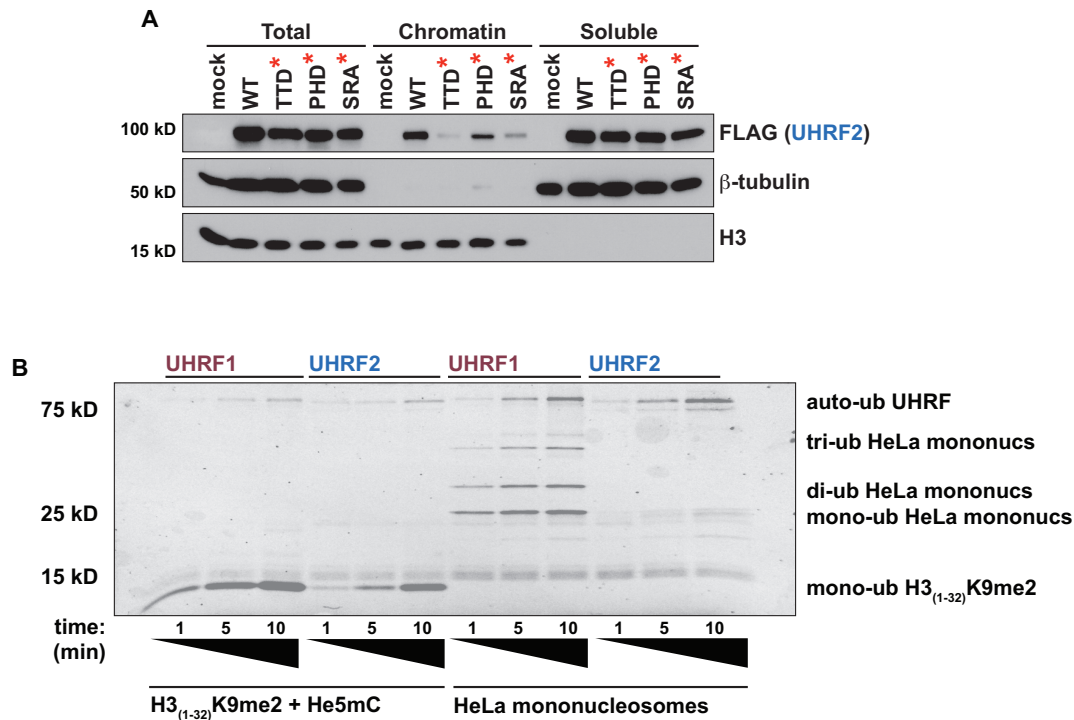 A
Total Chromatin Soluble
mock WT TTD* PHD* SRA* mock WT TTD* PHD* SRA* mock WT TTD* PHD* SRA*
100 kD FLAG (UHRF2)
50 kD β-tubulin
15 kD H3
B
UHRF1 UHRF2 UHRF1 UHRF2
75 kD auto-ub UHRF
tri-ub HeLa mononucs
di-ub HeLa mononucs
25 kD mono-ub HeLa mononucs
15 kD mono-ub H3(1-32)K9me2
time: 1 5 10 1 5 10 1 5 10 1 5 10
(min)
H3(1-32)K9me2 + He5mC HeLa mononucleosomes